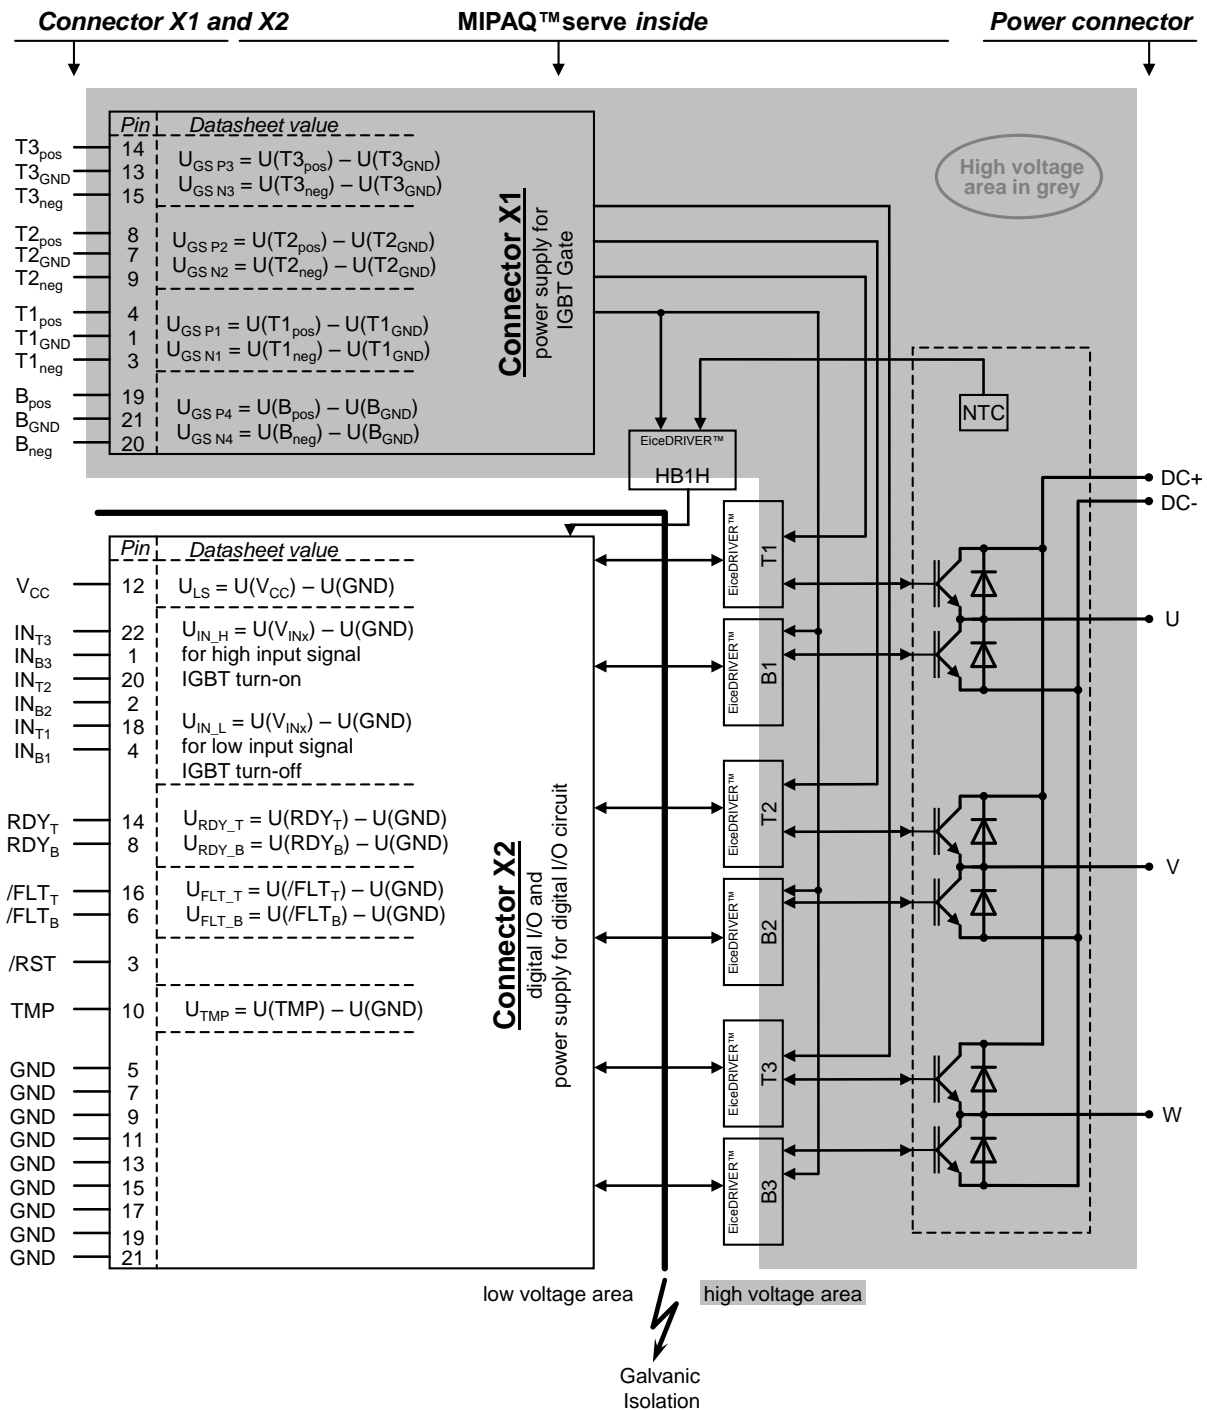 Connector X1 and X2
MIPAQ™serve inside
Power connector
Pin Datasheet value
T3pos 14
T3GND 13
T3neg 15
UGS P3 = U(T3pos) – U(T3GND)
UGS N3 = U(T3neg) – U(T3GND)
T2pos 8
T2GND 7
T2neg 9
UGS P2 = U(T2pos) – U(T2GND)
UGS N2 = U(T2neg) – U(T2GND)
T1pos 4
T1GND 1
T1neg 3
UGS P1 = U(T1pos) – U(T1GND)
UGS N1 = U(T1neg) – U(T1GND)
Bpos 19
BGND 21
Bneg 20
UGS P4 = U(Bpos) – U(BGND)
UGS N4 = U(Bneg) – U(BGND)
Connector X1
power supply for
IGBT Gate
High voltage
area in grey
NTC
EiceDRIVER™
HB1H
DC+
DC-
Pin Datasheet value
VCC 12
ULS = U(VCC) – U(GND)
INT3 22
INB3 1
INT2 20
INB2 2
INT1 18
INB1 4
UIN_H = U(VINx) – U(GND)
for high input signal
IGBT turn-on
UIN_L = U(VINx) – U(GND)
for low input signal
IGBT turn-off
RDYT 14
RDYB 8
URDY_T = U(RDYT) – U(GND)
URDY_B = U(RDYB) – U(GND)
/FLTT 16
/FLTB 6
UFLT_T = U(/FLTT) – U(GND)
UFLT_B = U(/FLTB) – U(GND)
/RST 3
TMP 10
UTMP = U(TMP) – U(GND)
GND 5
GND 7
GND 9
GND 11
GND 13
GND 15
GND 17
GND 19
GND 21
Connector X2
digital I/O and
power supply for digital I/O circuit
EiceDRIVER™
T1
EiceDRIVER™
B1
EiceDRIVER™
T2
EiceDRIVER™
B2
EiceDRIVER™
T3
EiceDRIVER™
B3
U
V
W
low voltage area
high voltage area
Galvanic
Isolation